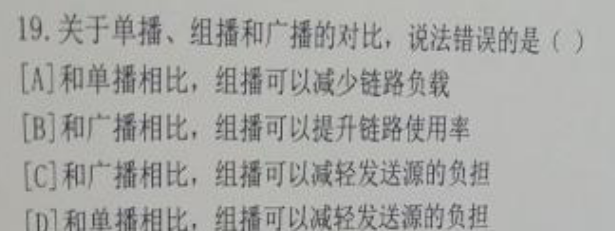 19.关于单播、组播和广播的对比，说法错误的是（ ）
[A]和单播相比，组播可以减少链路负载
[B]和广播相比，组播可以提升链路使用率
[C]和广播相比，组播可以减轻发送源的负担
[D]和单播相比，组播可以减轻发送源的负担